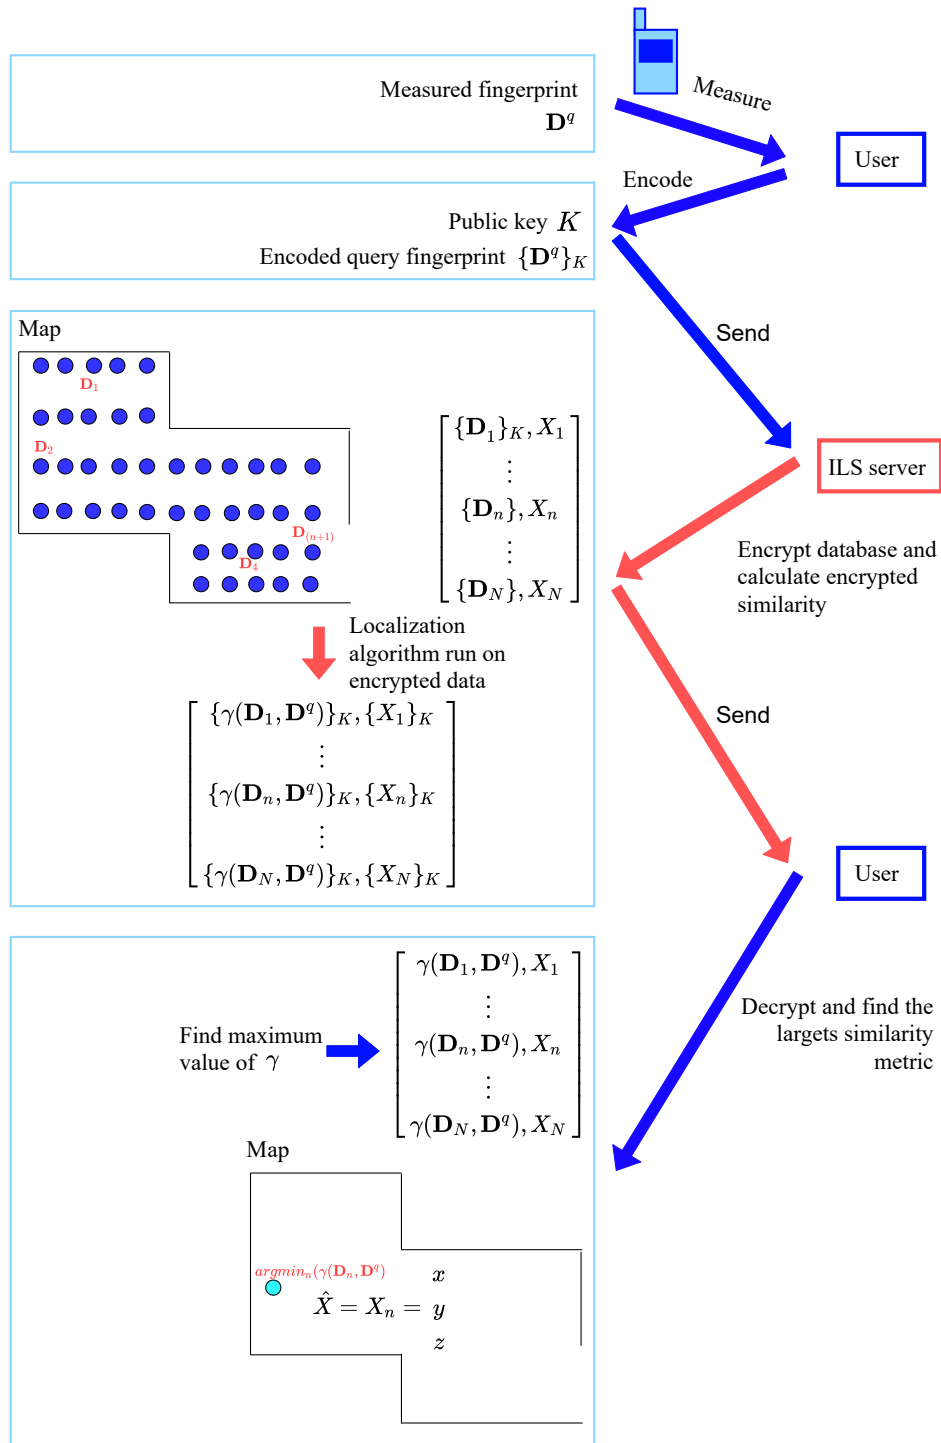 Measured fingerprint
𝐃^q
Measure
User
Encode
Public key K
Encoded query fingerprint {𝐃^q}_K
Send
Map
𝐃_1
𝐃_2
𝐃_(n+1)
𝐃_4
{𝐃_1}_K, X_1
⋮
{𝐃_n}, X_n
⋮
{𝐃_N}, X_N
ILS server
Encrypt database and
calculate encrypted
similarity
Localization
algorithm run on
encrypted data
{γ(𝐃_1, 𝐃^q)}_K, {X_1}_K
⋮
{γ(𝐃_n, 𝐃^q)}_K, {X_n}_K
⋮
{γ(𝐃_N, 𝐃^q)}_K, {X_N}_K
Send
User
Decrypt and find the
largets similarity
metric
Find maximum
value of γ
γ(𝐃_1, 𝐃^q), X_1
⋮
γ(𝐃_n, 𝐃^q), X_n
⋮
γ(𝐃_N, 𝐃^q), X_N
Map
argmin_n(γ(𝐃_n, 𝐃^q)
x
X̂ = X_n = y
z